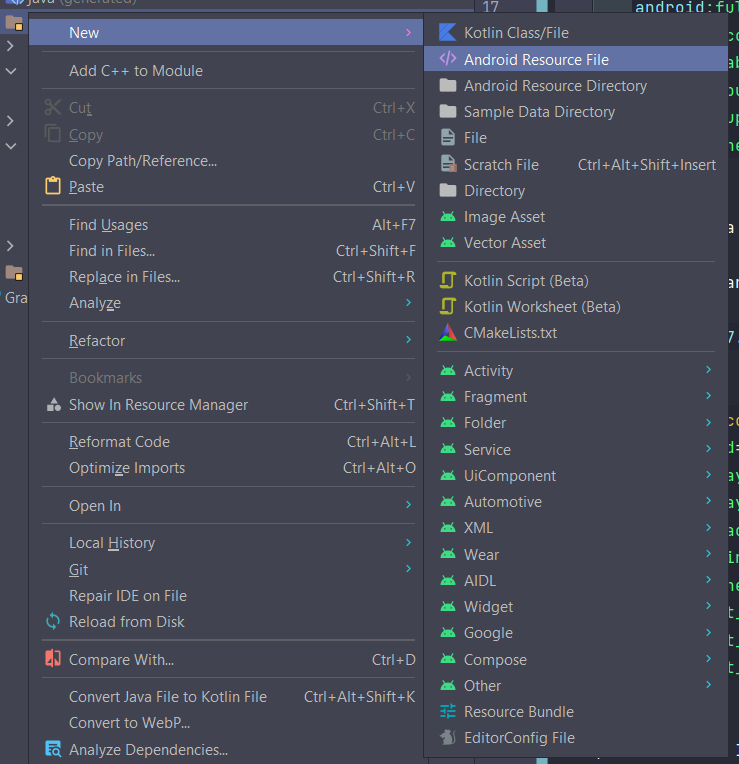 java (generated)
17
android:ful
New
Add C++ to Module
Cut Ctrl+X
Copy Ctrl+C
Copy Path/Reference...
Paste Ctrl+V
Find Usages Alt+F7
Find in Files... Ctrl+Shift+F
Replace in Files... Ctrl+Shift+R
Analyze
Refactor
Bookmarks
Show In Resource Manager Ctrl+Shift+T
Reformat Code Ctrl+Alt+L
Optimize Imports Ctrl+Alt+O
Open In
Local History
Git
Repair IDE on File
Reload from Disk
Compare With... Ctrl+D
Convert Java File to Kotlin File Ctrl+Alt+Shift+K
Convert to WebP...
Analyze Dependencies...
Kotlin Class/File
Android Resource File
Android Resource Directory
Sample Data Directory
File
Scratch File Ctrl+Alt+Shift+Insert
Directory
Image Asset
Vector Asset
Kotlin Script (Beta)
Kotlin Worksheet (Beta)
CMakeLists.txt
Activity
Fragment
Folder
Service
UiComponent
Automotive
XML
Wear
AIDL
Widget
Google
Compose
Other
Resource Bundle
EditorConfig File
Gra